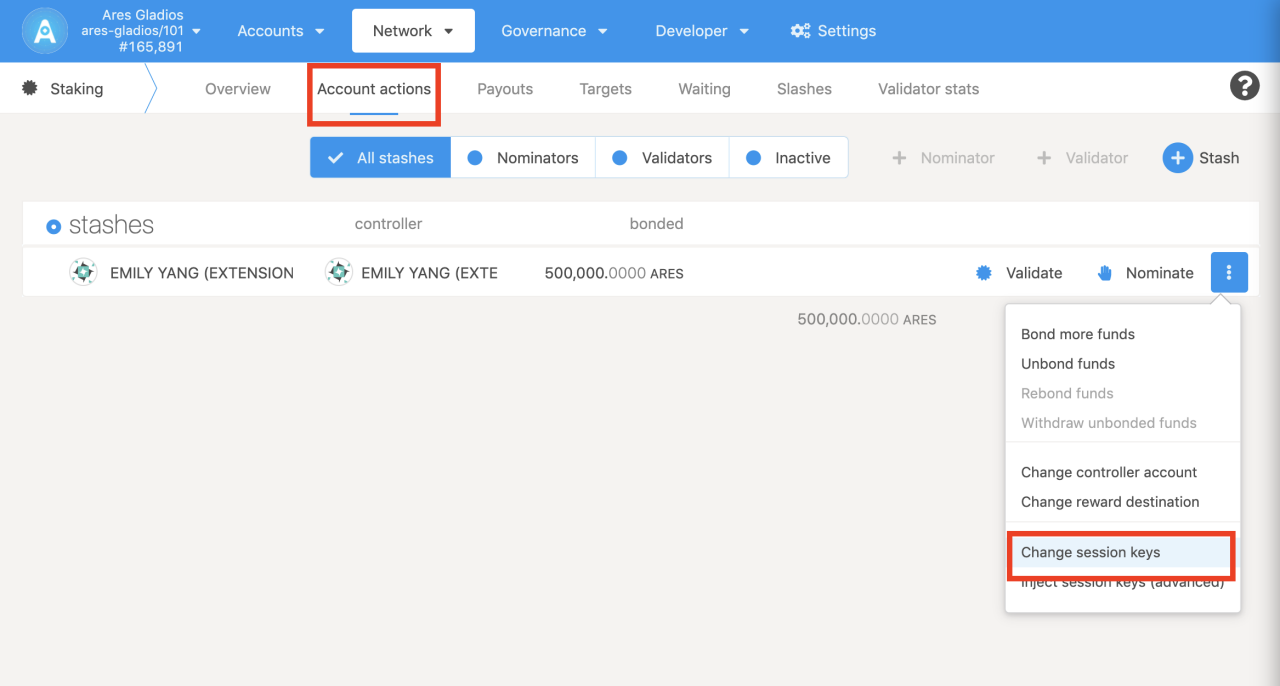 Ares Gladios
ares-gladios/101
#165,891
Accounts
Network
Governance
Developer
Settings
Staking
Overview
Account actions
Payouts
Targets
Waiting
Slashes
Validator stats
?
All stashes
Nominators
Validators
Inactive
Nominator
Validator
Stash
stashes
controller
bonded
EMILY YANG (EXTENSION
EMILY YANG (EXTE
500,000.0000 ARES
Validate
Nominate
500,000.0000 ARES
Bond more funds
Unbond funds
Rebond funds
Withdraw unbonded funds
Change controller account
Change reward destination
Change session keys
Inject session keys (advanced)